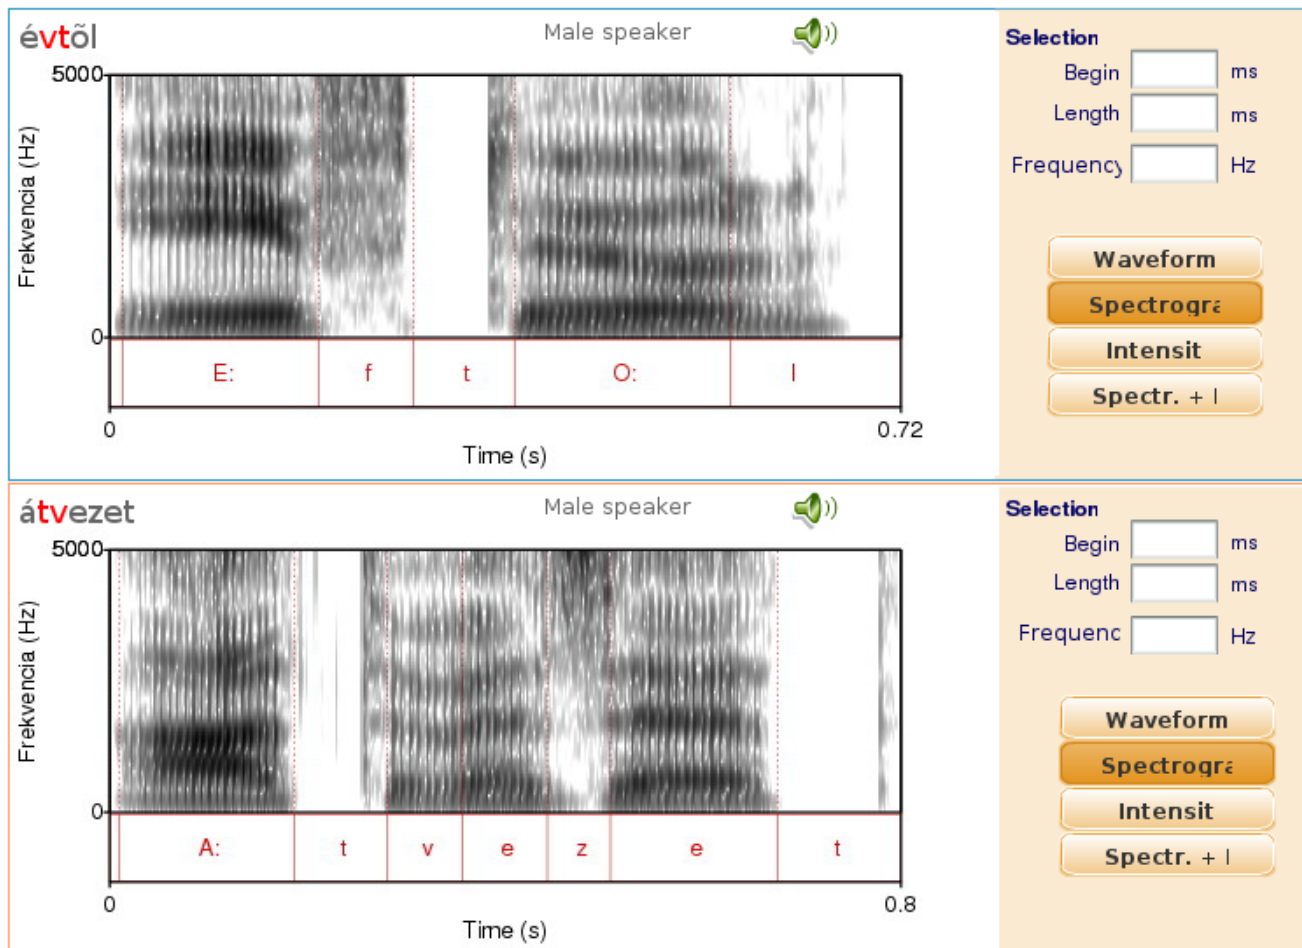 évtõl
Male speaker
5000
Frekvencia (Hz)
0
E: f t O: l
0 0.72
Time (s)
Selection
Begin ms
Length ms
Frequency Hz
Waveform
Spectrogra
Intensit
Spectr. + I
átvezet
Male speaker
5000
Frekvencia (Hz)
0
A: t v e z e t
0 0.8
Time (s)
Selection
Begin ms
Length ms
Frequenc Hz
Waveform
Spectrogra
Intensit
Spectr. + I